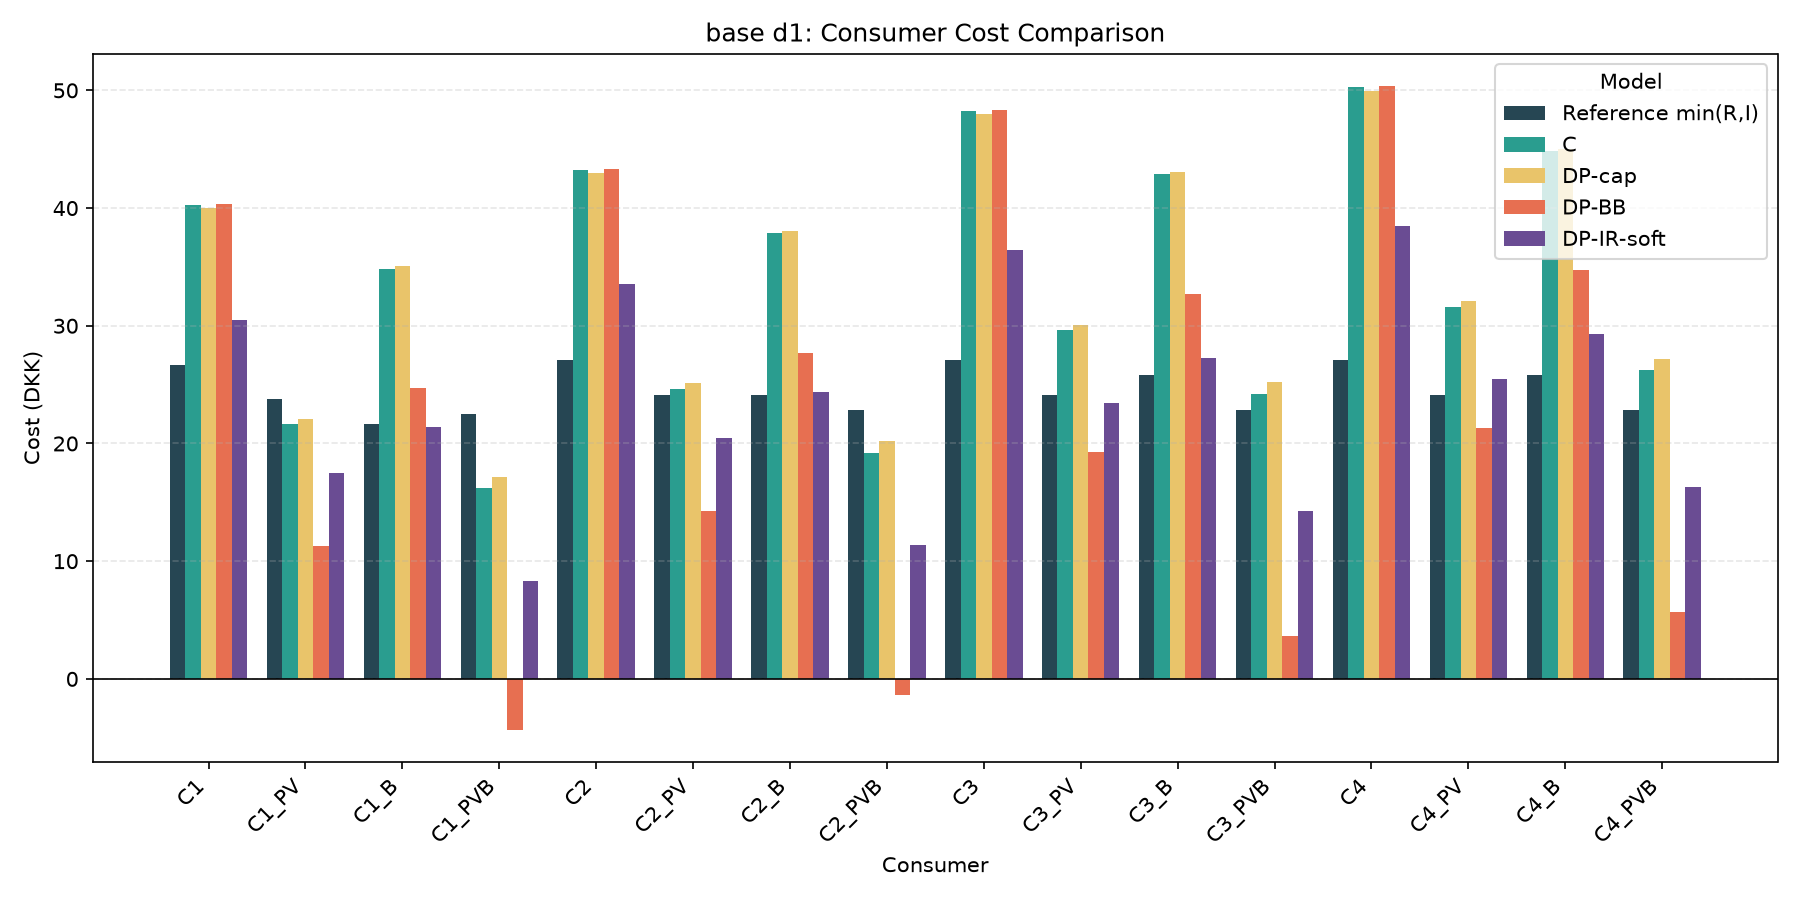 base d1: Consumer Cost Comparison
Model
Reference min(R,I)
C
DP-cap
DP-BB
DP-IR-soft
Cost (DKK)
50
40
30
20
10
0
C1
C1_PV
C1_B
C1_PVB
C2
C2_PV
C2_B
C2_PVB
C3
C3_PV
C3_B
C3_PVB
C4
C4_PV
C4_B
C4_PVB
Consumer